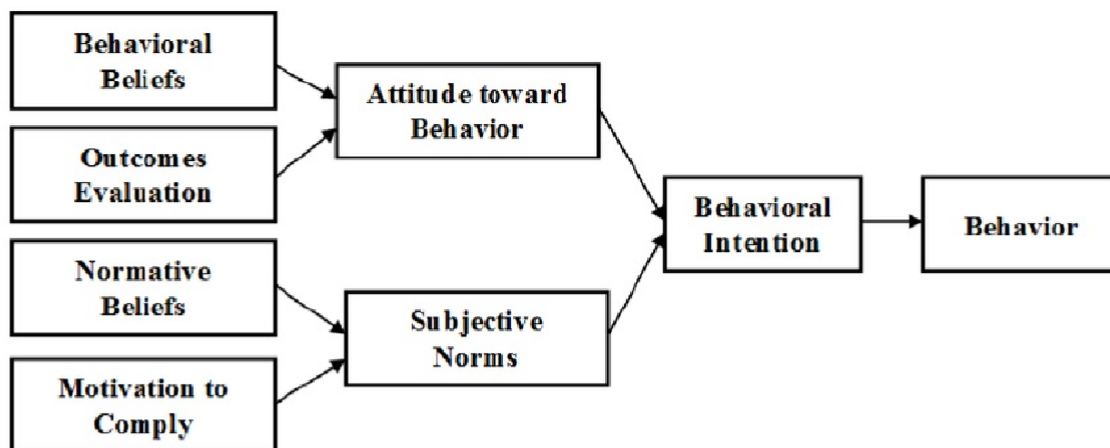 Behavioral
Beliefs
Outcomes
Evaluation
Normative
Beliefs
Motivation to
Comply
Attitude toward
Behavior
Subjective
Norms
Behavioral
Intention
Behavior